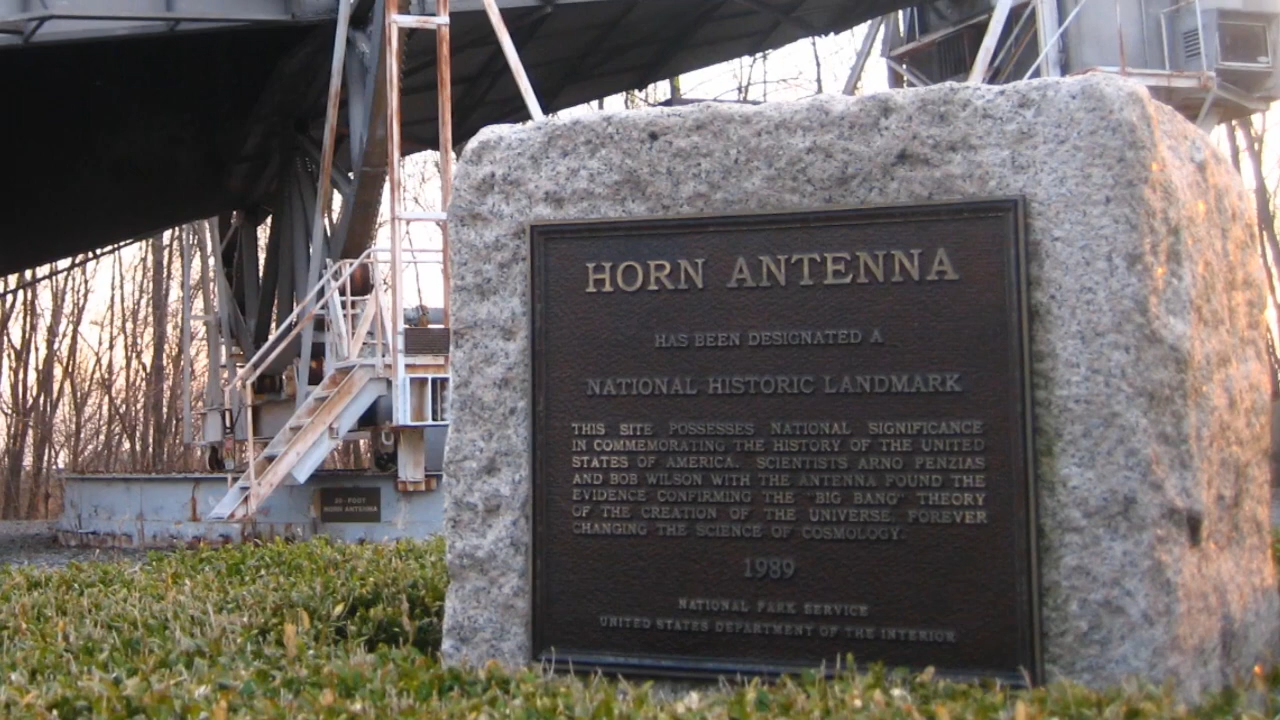 HORN ANTENNA
HAS BEEN DESIGNATED A
NATIONAL HISTORIC LANDMARK
THIS SITE POSSESSES NATIONAL SIGNIFICANCE
IN COMMEMORATING THE HISTORY OF THE UNITED
STATES OF AMERICA. SCIENTISTS ARNO PENZIAS
AND BOB WILSON WITH THE ANTENNA FOUND THE
EVIDENCE CONFIRMING THE "BIG BANG" THEORY
OF THE CREATION OF THE UNIVERSE, FOREVER
CHANGING THE SCIENCE OF COSMOLOGY.
1989
NATIONAL PARK SERVICE
UNITED STATES DEPARTMENT OF THE INTERIOR
20-FOOT
HORN ANTENNA